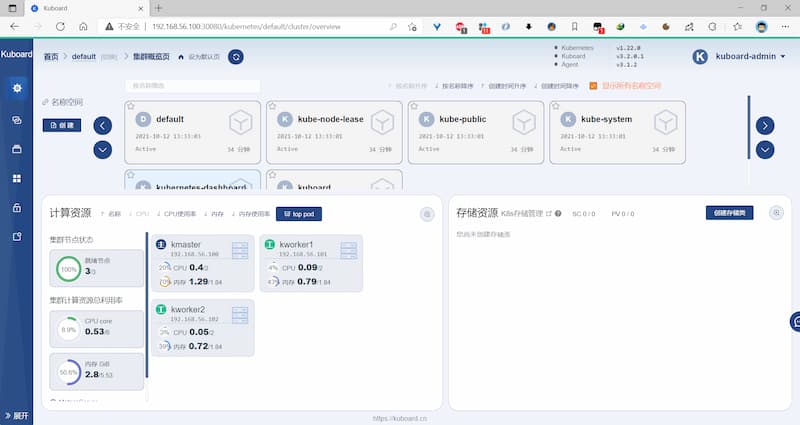 Kuboard
不安全 | 192.168.56.100:30080/kubernetes/default/cluster/overview
Kuboard
首页 > default (切换) > 集群概览页 设为默认页
Kubernetes v1.22.0
Kuboard v3.2.0.1
Agent v3.1.2
K kuboard-admin
名称空间
创建
按名称筛选
↑ 按名称升序 ↓ 按名称降序 ↑ 创建时间升序 ↓ 创建时间降序 显示所有名称空间
D default
2021-10-12 13:33:03
Active 34 分钟
K kube-node-lease
2021-10-12 13:33:01
Active 34 分钟
K kube-public
2021-10-12 13:33:01
Active 34 分钟
K kube-system
2021-10-12 13:33:01
Active 34 分钟
K kubernetes-dashboard
K kuboard
计算资源 ↑ 名称 ↓ CPU ↓ CPU使用率 ↓ 内存 ↓ 内存使用率 top pod
集群节点状态
100% 就绪节点
3/3
集群计算资源总利用率
8.9% CPU core
0.53/6
50.6% 内存 GiB
2.8/5.53
主 kmaster
192.168.56.100
20% CPU 0.4/2
70% 内存 1.29/1.84
工 kworker1
192.168.56.101
4% CPU 0.09/2
43% 内存 0.79/1.84
工 kworker2
192.168.56.102
3% CPU 0.05/2
39% 内存 0.72/1.84
存储资源 K8s存储管理 SC 0 / 0 PV 0 / 0 创建存储类
您尚未创建存储类
展开
https://kuboard.cn